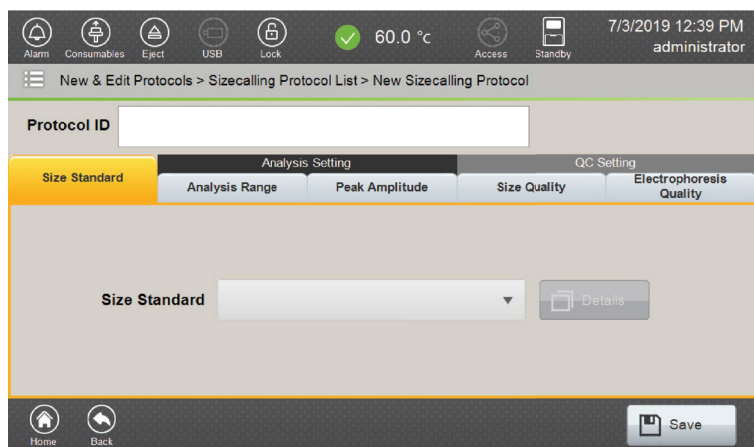 Alarm Consumables Eject USB Lock 60.0 °c Access Standby 7/3/2019 12:39 PM
administrator
New & Edit Protocols > Sizecalling Protocol List > New Sizecalling Protocol
Protocol ID
Size Standard
Analysis Setting
QC Setting
Analysis Range Peak Amplitude Size Quality Electrophoresis
Quality
Size Standard Details
Home Back Save